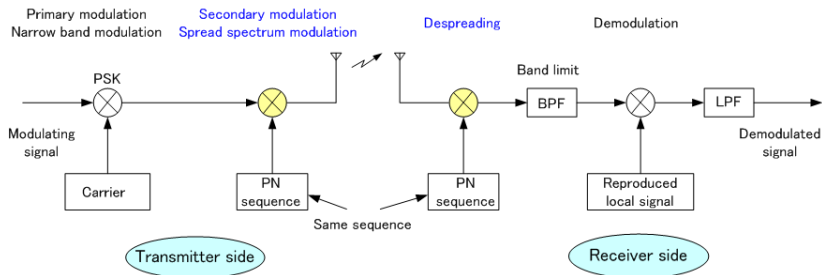 Primary modulation
Narrow band modulation
Secondary modulation
Spread spectrum modulation
Despreading
Demodulation
PSK
Band limit
BPF
LPF
Modulating
signal
Demodulated
signal
Carrier
PN
sequence
PN
sequence
Reproduced
local signal
Same sequence
Transmitter side
Receiver side